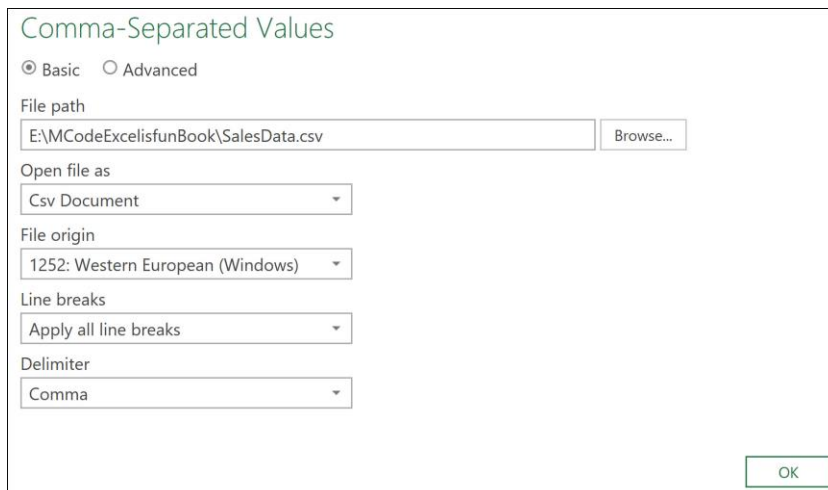 Comma-Separated Values
Basic Advanced
File path
E:\MCodeExcelisfunBook\SalesData.csv Browse...
Open file as
Csv Document
File origin
1252: Western European (Windows)
Line breaks
Apply all line breaks
Delimiter
Comma
OK